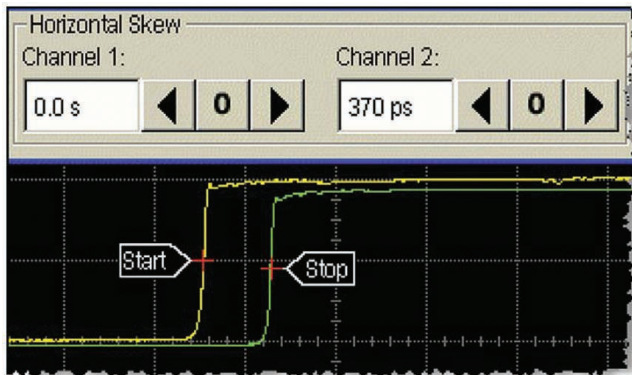 Horizontal Skew
Channel 1: Channel 2:
0.0 s 0 370 ps 0
Start Stop